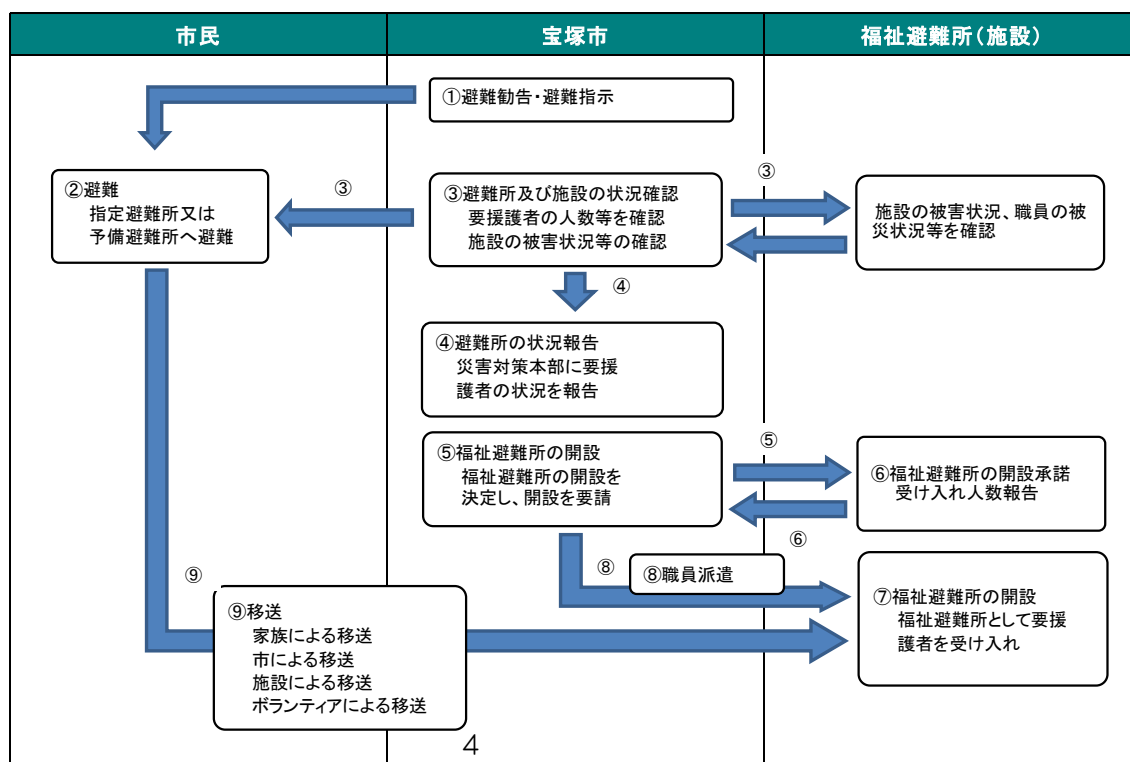 市民
宝塚市
福祉避難所(施設)
①避難勧告・避難指示
②避難
指定避難所又は
予備避難所へ避難
③
③避難所及び施設の状況確認
要援護者の人数等を確認
施設の被害状況等の確認
③
施設の被害状況、職員の被
災状況等を確認
④
④避難所の状況報告
災害対策本部に要援
護者の状況を報告
⑤福祉避難所の開設
福祉避難所の開設を
決定し、開設を要請
⑤
⑥福祉避難所の開設承諾
受け入れ人数報告
⑥
⑧
⑧職員派遣
⑦福祉避難所の開設
福祉避難所として要援
護者を受け入れ
⑨
⑨移送
家族による移送
市による移送
施設による移送
ボランティアによる移送
4